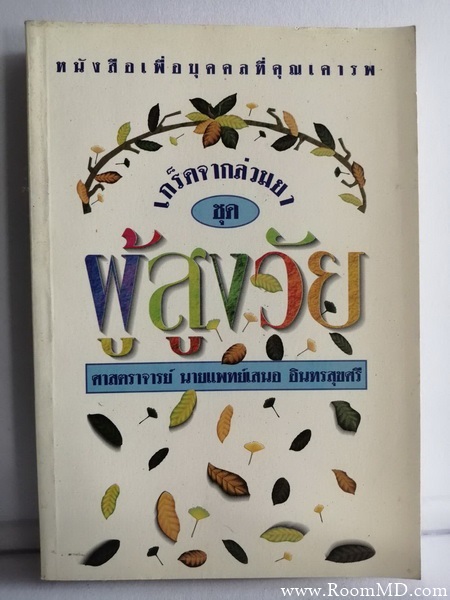 หนังสือเพื่อบุคคลที่คุณเคารพ
เกร็ดจากล่วมยา
ชุด
ผู้สูงวัย
ศาสตราจารย์ นายแพทย์เสนอ อินทรสุขศรี
www.RoomMD.com